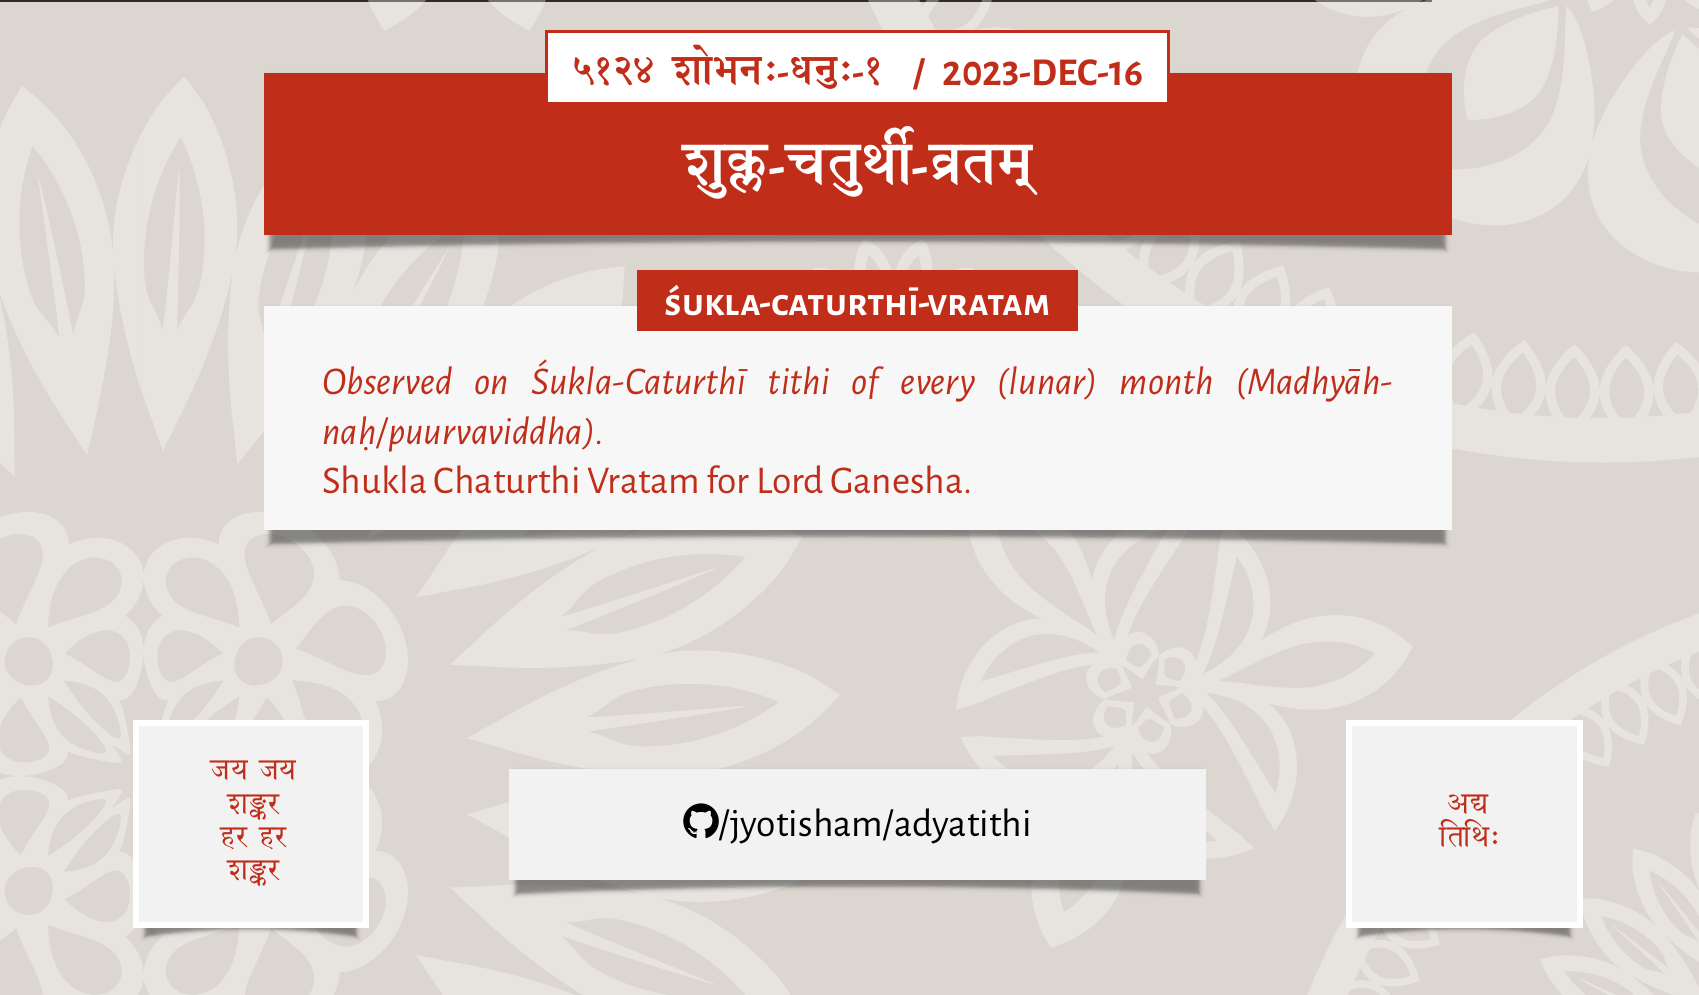 ५१२४ शोभनः-धनुः-१ / 2023-DEC-16
शुक्ल-चतुर्थी-व्रतम्
ŚUKLA-CATURTHĪ-VRATAM
Observed on Śukla-Caturthī tithi of every (lunar) month (Madhyāh-
naḥ/puurvaviddha).
Shukla Chaturthi Vratam for Lord Ganesha.
जय जय
शङ्कर
हर हर
शङ्कर
/jyotisham/adyatithi
अद्य
तिथिः